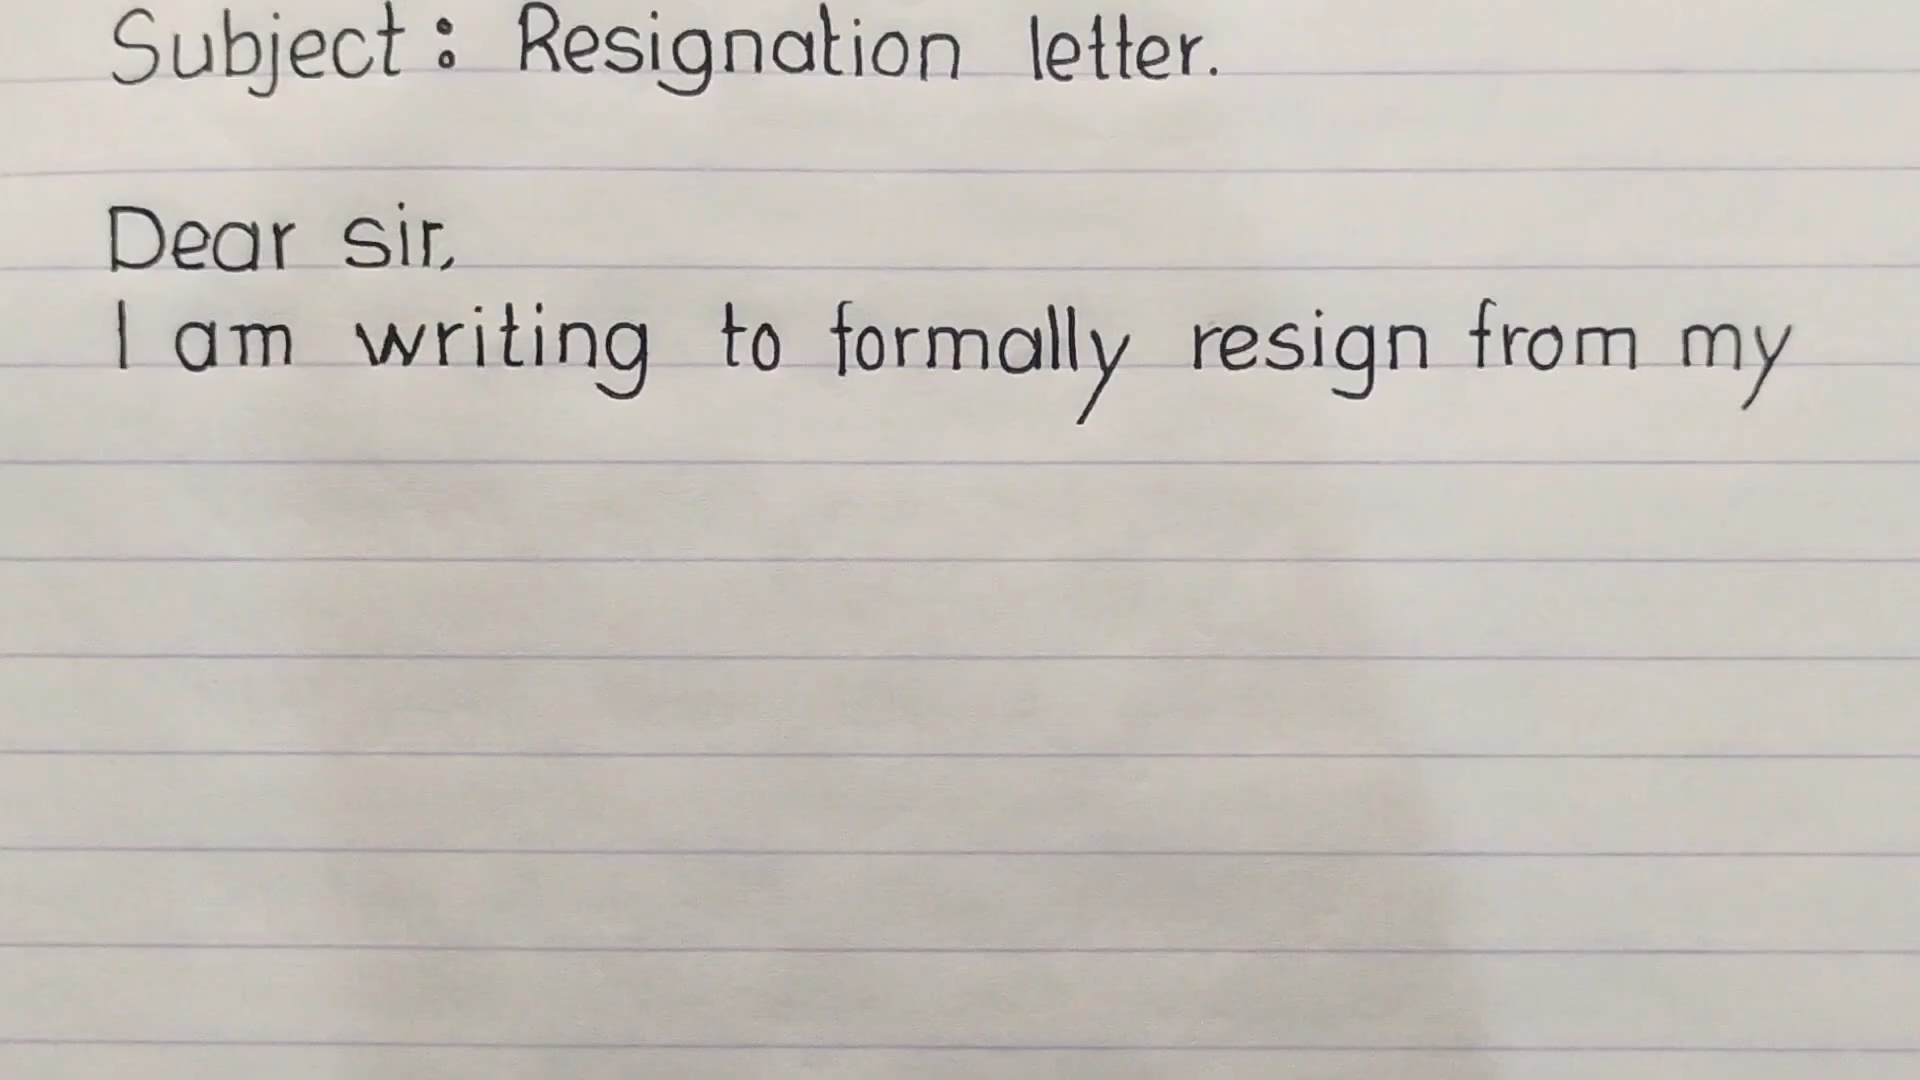 Subject: Resignation letter.
Dear sir,
I am writing to formally resign from my